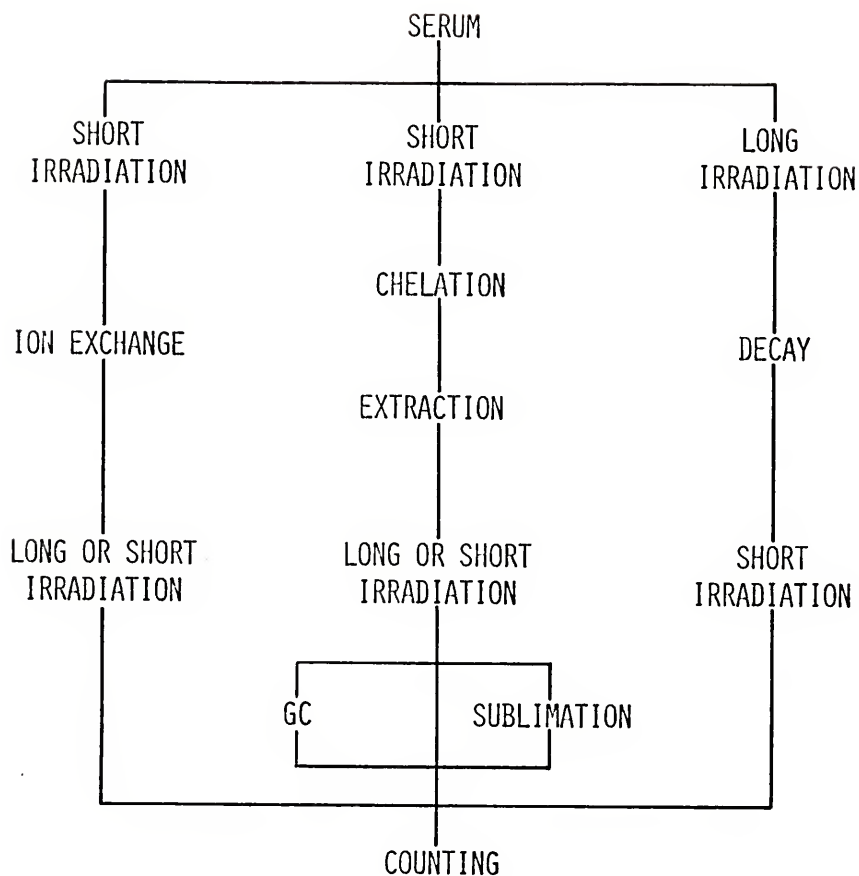 SERUM
SHORT
IRRADIATION
SHORT
IRRADIATION
LONG
IRRADIATION
CHELATION
ION EXCHANGE
DECAY
EXTRACTION
LONG OR SHORT
IRRADIATION
LONG OR SHORT
IRRADIATION
SHORT
IRRADIATION
GC
SUBLIMATION
COUNTING